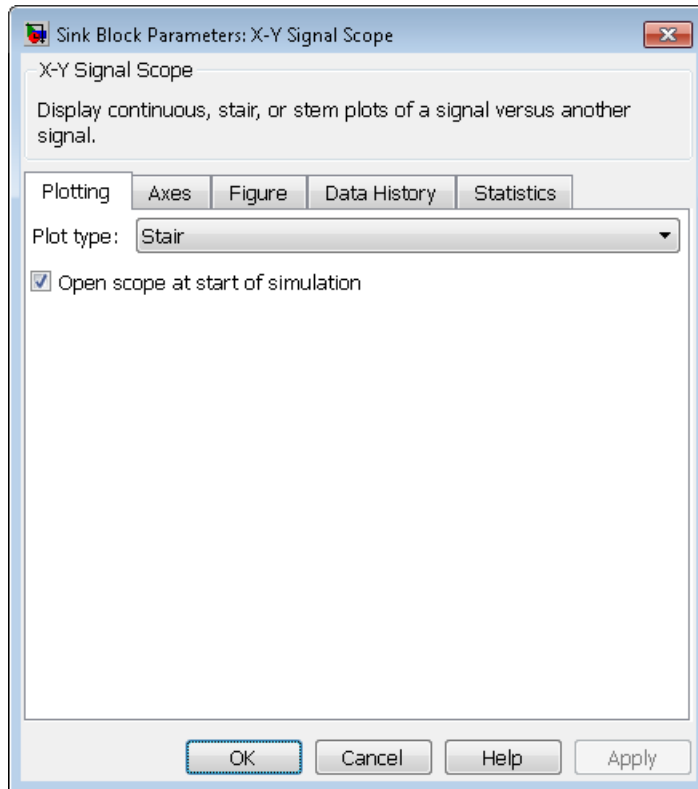 Sink Block Parameters: X-Y Signal Scope
X-Y Signal Scope
Display continuous, stair, or stem plots of a signal versus another
signal.
Plotting Axes Figure Data History Statistics
Plot type: Stair
Open scope at start of simulation
OK Cancel Help Apply